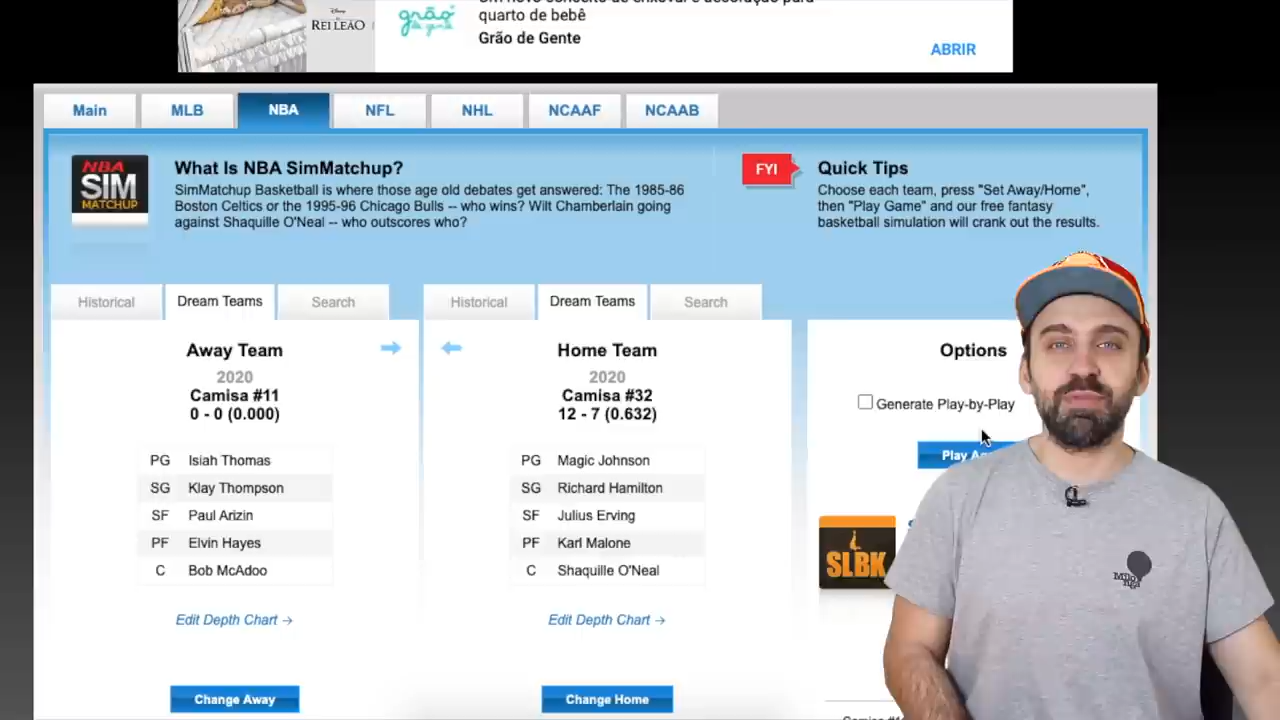 REI LEÃO
grão
de gente
quarto de bebê
Grão de Gente
ABRIR
Main
MLB
NBA
NFL
NHL
NCAAF
NCAAB
NBA
SIM
MATCHUP
What Is NBA SimMatchup?
SimMatchup Basketball is where those age old debates get answered: The 1985-86
Boston Celtics or the 1995-96 Chicago Bulls -- who wins? Wilt Chamberlain going
against Shaquille O'Neal -- who outscores who?
FYI
Quick Tips
Choose each team, press "Set Away/Home",
then "Play Game" and our free fantasy
basketball simulation will crank out the results.
Historical
Dream Teams
Search
Historical
Dream Teams
Search
Away Team
2020
Camisa #11
0 - 0 (0.000)
PG Isiah Thomas
SG Klay Thompson
SF Paul Arizin
PF Elvin Hayes
C Bob McAdoo
Edit Depth Chart →
Change Away
Home Team
2020
Camisa #32
12 - 7 (0.632)
PG Magic Johnson
SG Richard Hamilton
SF Julius Erving
PF Karl Malone
C Shaquille O'Neal
Edit Depth Chart →
Change Home
Options
Generate Play-by-Play
Play
SLBK